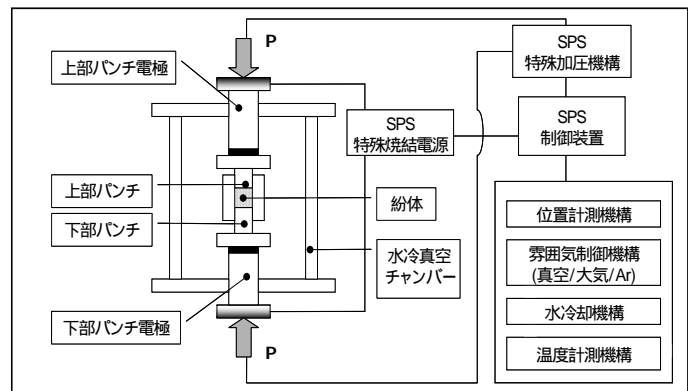 P
上部パンチ電極
上部パンチ
下部パンチ
下部パンチ電極
P
SPS
特殊焼結電源
紛体
水冷真空
チャンバー
SPS
特殊加圧機構
SPS
制御装置
位置計測機構
雰囲気制御機構
(真空/大気/Ar)
水冷却機構
温度計測機構